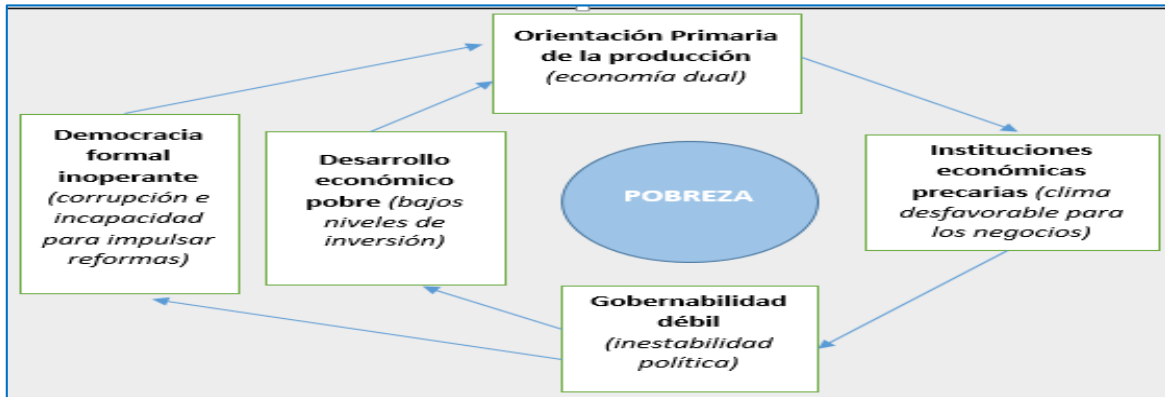 Orientación Primaria
de la producción
(economía dual)
Democracia
formal
inoperante
(corrupción e
incapacidad
para impulsar
reformas)
Desarrollo
económico
pobre (bajos
niveles de
inversión)
POBREZA
Instituciones
económicas
precarias (clima
desfavorable para
los negocios)
Gobernabilidad
débil
(inestabilidad
política)